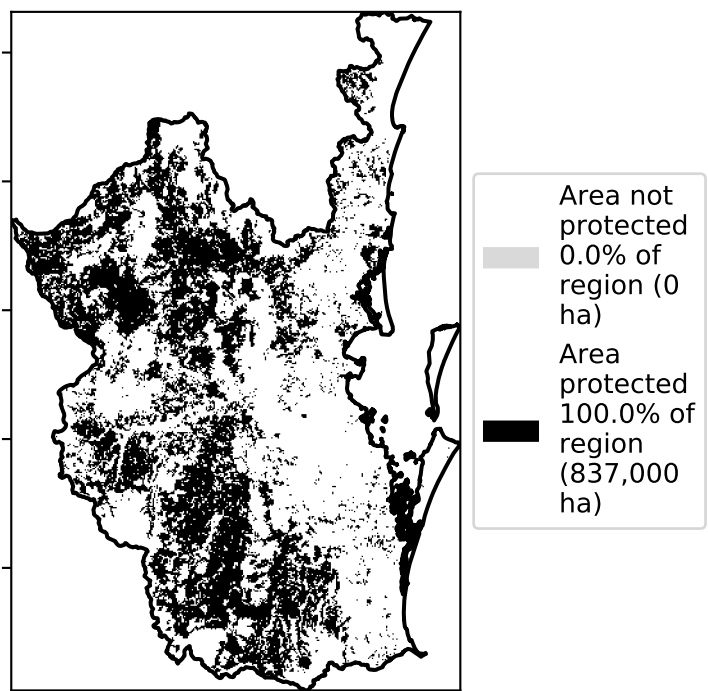 Area not
protected
0.0% of
region (0
ha)
Area
protected
100.0% of
region
(837,000
ha)